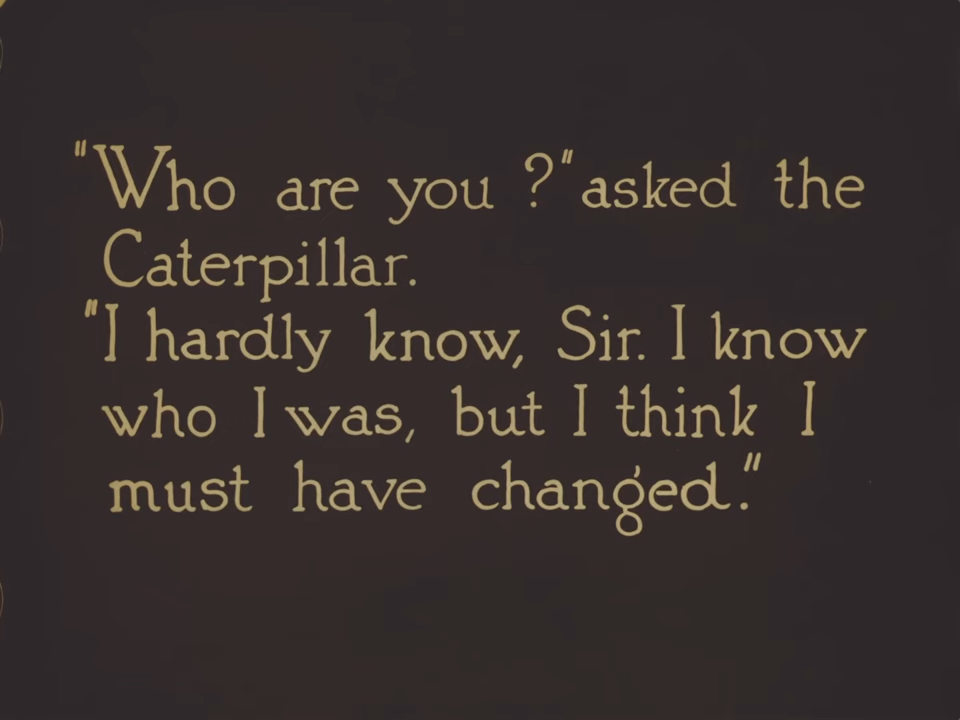 "Who are you ?" asked the
Caterpillar.
"I hardly know, Sir. I know
who I was, but I think I
must have changed."